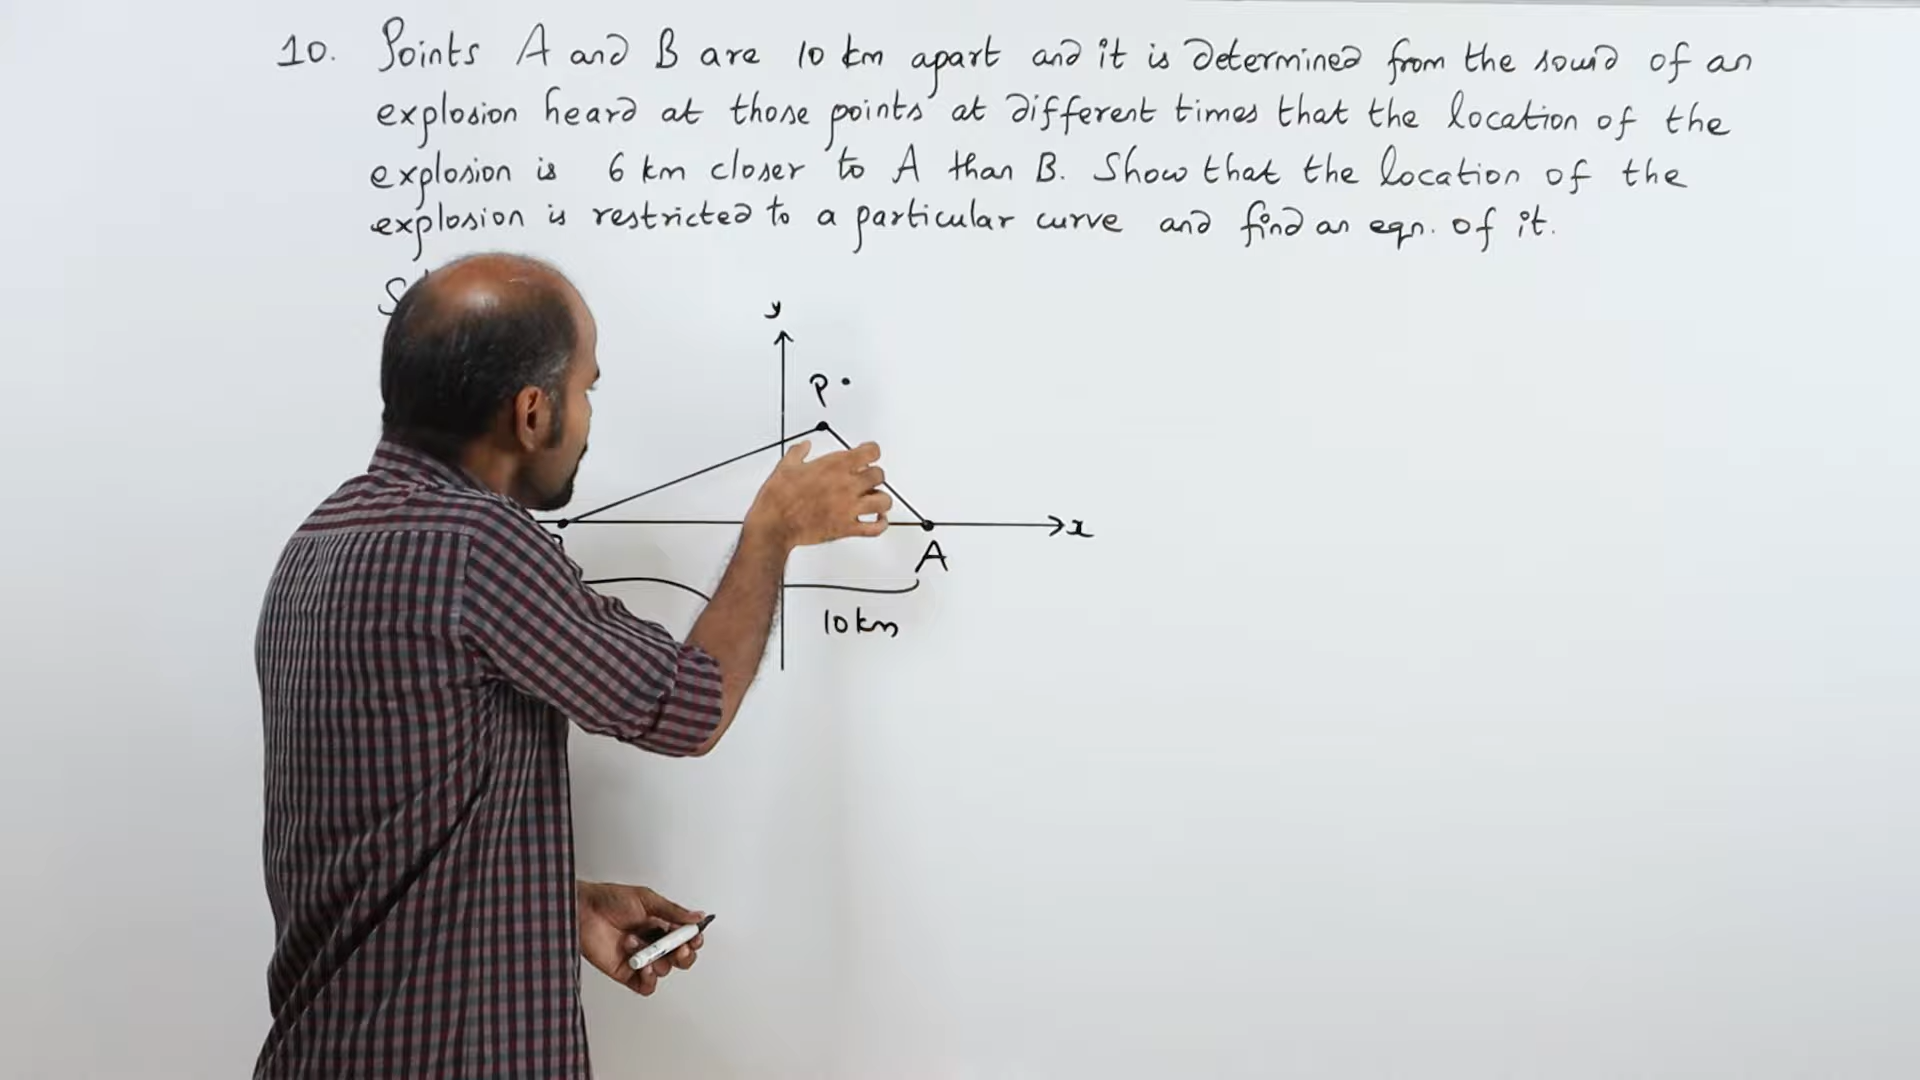 10. Points A and B are 10 km apart and it is determined from the sound of an
explosion heard at those points at different times that the location of the
explosion is 6 km closer to A than B. Show that the location of the
explosion is restricted to a particular curve and find an eqn. of it.
y
P
x
A
10 km